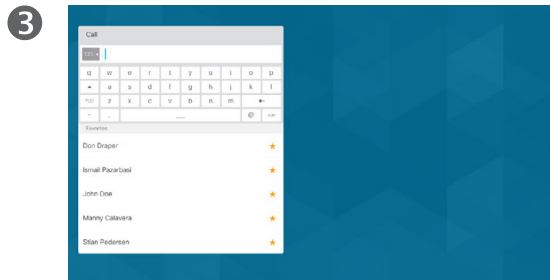 3
Call
q w e r t y u i o p
a s d f g h j k l
z x c v b n m
- . @
Favorites
Don Draper
Ismail Pazarbasi
John Doe
Manny Calavera
Stian Pedersen